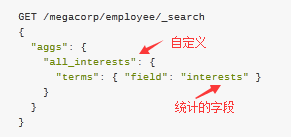 GET /megacorp/employee/_search
{
"aggs": {
自定义
"all_interests": {
"terms": { "field": "interests" }
}
统计的字段
}
}